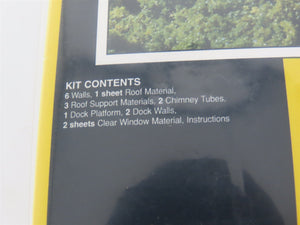 KIT CONTENTS
6 Walls, 1 sheet Roof Material,
3 Roof Support Materials, 2 Chimney Tubes.
1 Dock Platform, 2 Dock Walls,
2 sheets Clear Window Material, Instructions